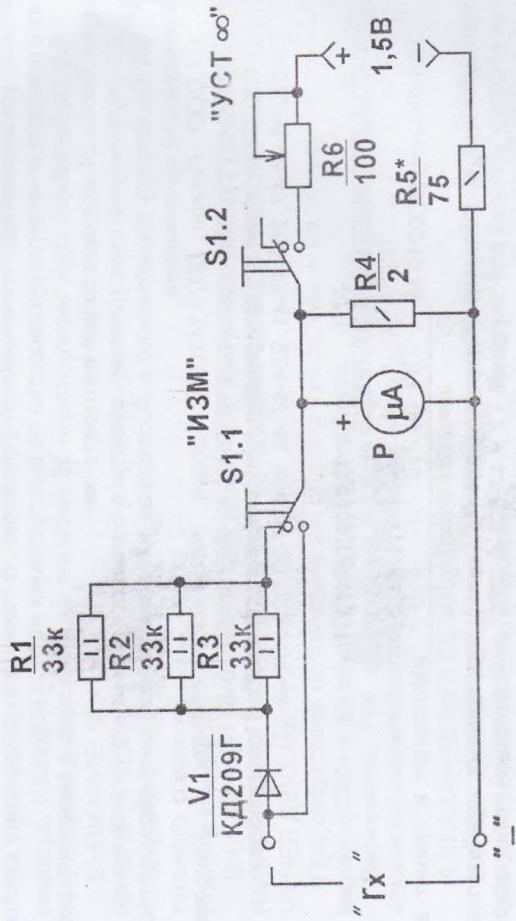 R1
33к
R2
33к
R3
33к
V1
КД209Г
"ИЗМ"
S1.1
S1.2
"УСТ ∞"
R6
100
+
1,5В
−
R5*
75
R4
2
+
P
μA
"rx"
"−"